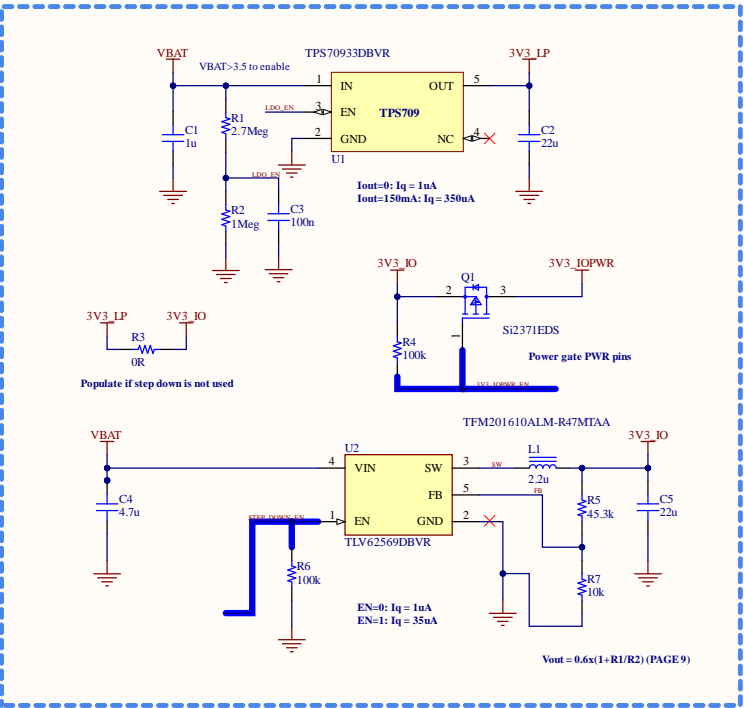 VBAT
VBAT>3.5 to enable
TPS70933DBVR
3V3_LP
1
IN
OUT
5
LDO_EN
3
EN
TPS709
2
GND
NC
4
U1
C1
1u
R1
2.7Meg
C2
22u
LDO_EN
R2
1Meg
C3
100n
Iout=0: Iq = 1uA
Iout=150mA: Iq = 350uA
3V3_IO
3V3_IOPWR
Q1
2
3
1
Si2371EDS
R4
100k
Power gate PWR pins
3V3_IOPWR_EN
3V3_LP
3V3_IO
R3
0R
Populate if step down is not used
TFM201610ALM-R47MTAA
VBAT
U2
L1
3V3_IO
4
VIN
SW
3
SW
2.2u
5
FB
FB
C4
4.7u
R5
45.3k
C5
22u
STEP_DOWN_EN
1
EN
GND
2
TLV62569DBVR
R6
100k
R7
10k
EN=0: Iq = 1uA
EN=1: Iq = 35uA
Vout = 0.6x(1+R1/R2) (PAGE 9)